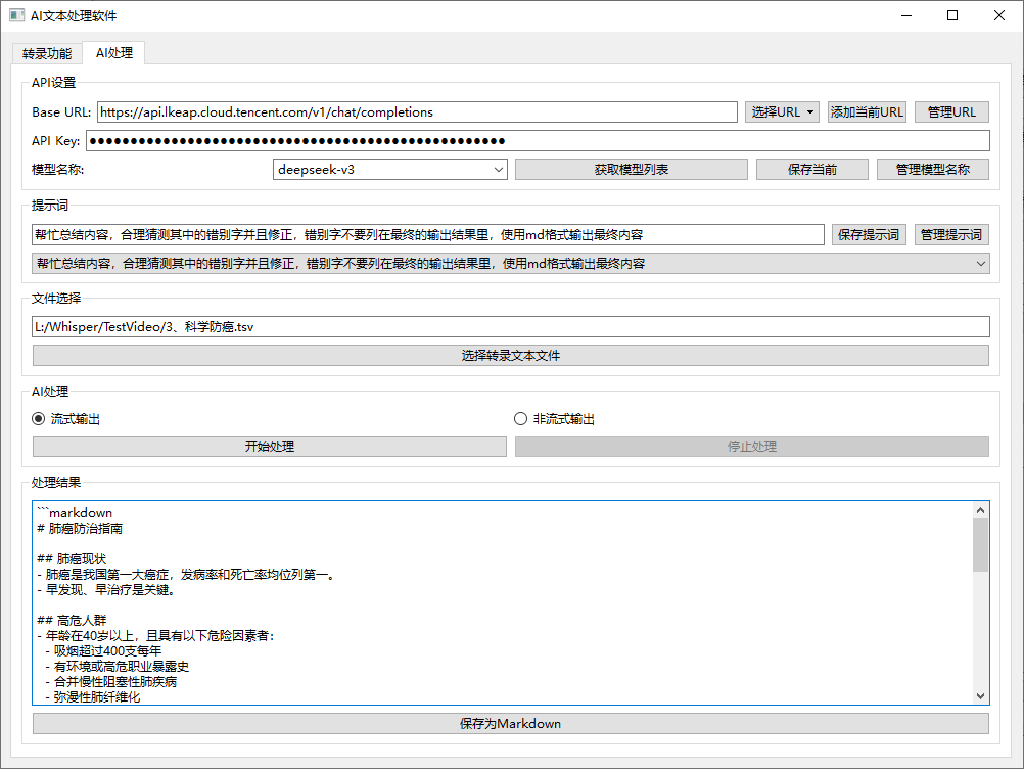 AI文本处理软件
转录功能 AI处理
API设置
Base URL: https://api.lkeap.cloud.tencent.com/v1/chat/completions 选择URL 添加当前URL 管理URL
API Key: ●●●●●●●●●●●●●●●●●●●●●●●●●●●●●●●●●●●●●●●●●●●●●●●●●●●
模型名称: deepseek-v3 获取模型列表 保存当前 管理模型名称
提示词
帮忙总结内容，合理猜测其中的错别字并且修正，错别字不要列在最终的输出结果里，使用md格式输出最终内容 保存提示词 管理提示词
帮忙总结内容，合理猜测其中的错别字并且修正，错别字不要列在最终的输出结果里，使用md格式输出最终内容
文件选择
L:/Whisper/TestVideo/3、科学防癌.tsv
选择转录文本文件
AI处理
流式输出 非流式输出
开始处理 停止处理
处理结果
```markdown
# 肺癌防治指南
## 肺癌现状
- 肺癌是我国第一大癌症，发病率和死亡率均位列第一。
- 早发现、早治疗是关键。
## 高危人群
- 年龄在40岁以上，且具有以下危险因素者：
- 吸烟超过400支每年
- 有环境或高危职业暴露史
- 合并慢性阻塞性肺疾病
- 弥漫性肺纤维化
保存为Markdown